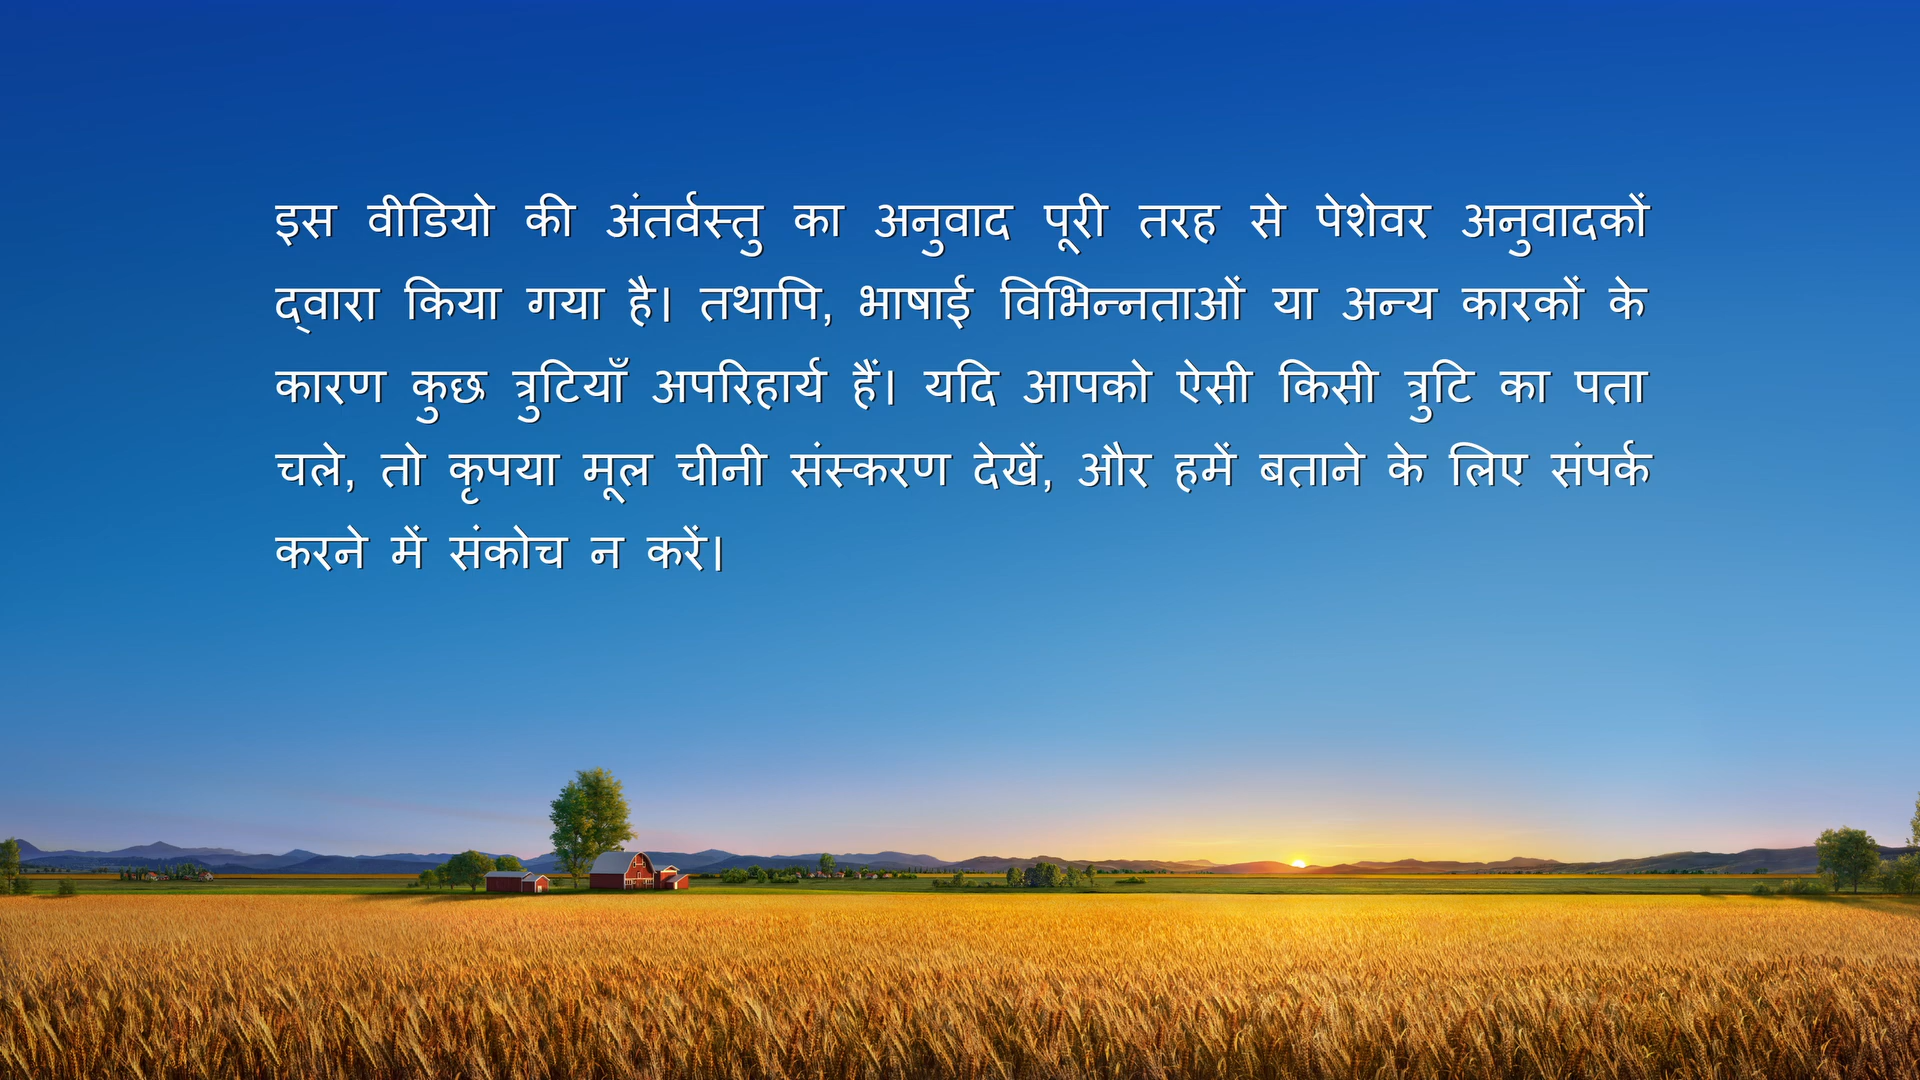 इस वीडियो की अंतर्वस्तु का अनुवाद पूरी तरह से पेशेवर अनुवादकों
द्वारा किया गया है। तथापि, भाषाई विभिन्नताओं या अन्य कारकों के
कारण कुछ त्रुटियाँ अपरिहार्य हैं। यदि आपको ऐसी किसी त्रुटि का पता
चले, तो कृपया मूल चीनी संस्करण देखें, और हमें बताने के लिए संपर्क
करने में संकोच न करें।